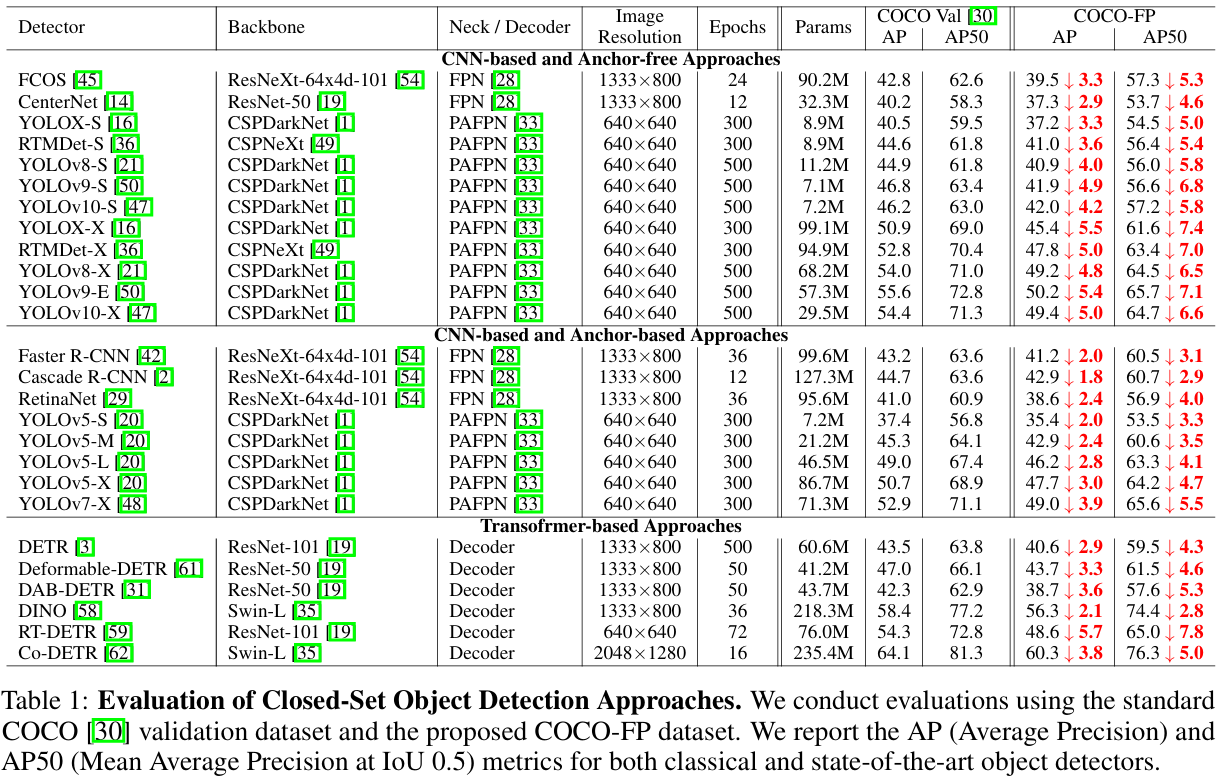 Detector Backbone Neck / Decoder Image Resolution Epochs Params COCO Val [30] COCO-FP
AP AP50 AP AP50
CNN-based and Anchor-free Approaches
FCOS [45] ResNeXt-64x4d-101 [54] FPN [28] 1333×800 24 90.2M 42.8 62.6 39.5 ↓ 3.3 57.3 ↓ 5.3
CenterNet [14] ResNet-50 [19] FPN [28] 1333×800 12 32.3M 40.2 58.3 37.3 ↓ 2.9 53.7 ↓ 4.6
YOLOX-S [16] CSPDarkNet [1] PAFPN [33] 640×640 300 8.9M 40.5 59.5 37.2 ↓ 3.3 54.5 ↓ 5.0
RTMDet-S [36] CSPNeXt [49] PAFPN [33] 640×640 300 8.9M 44.6 61.8 41.0 ↓ 3.6 56.4 ↓ 5.4
YOLOv8-S [21] CSPDarkNet [1] PAFPN [33] 640×640 500 11.2M 44.9 61.8 40.9 ↓ 4.0 56.0 ↓ 5.8
YOLOv9-S [50] CSPDarkNet [1] PAFPN [33] 640×640 500 7.1M 46.8 63.4 41.9 ↓ 4.9 56.6 ↓ 6.8
YOLOv10-S [47] CSPDarkNet [1] PAFPN [33] 640×640 500 7.2M 46.2 63.0 42.0 ↓ 4.2 57.2 ↓ 5.8
YOLOX-X [16] CSPDarkNet [1] PAFPN [33] 640×640 300 99.1M 50.9 69.0 45.4 ↓ 5.5 61.6 ↓ 7.4
RTMDet-X [36] CSPNeXt [49] PAFPN [33] 640×640 300 94.9M 52.8 70.4 47.8 ↓ 5.0 63.4 ↓ 7.0
YOLOv8-X [21] CSPDarkNet [1] PAFPN [33] 640×640 500 68.2M 54.0 71.0 49.2 ↓ 4.8 64.5 ↓ 6.5
YOLOv9-E [50] CSPDarkNet [1] PAFPN [33] 640×640 500 57.3M 55.6 72.8 50.2 ↓ 5.4 65.7 ↓ 7.1
YOLOv10-X [47] CSPDarkNet [1] PAFPN [33] 640×640 500 29.5M 54.4 71.3 49.4 ↓ 5.0 64.7 ↓ 6.6
CNN-based and Anchor-based Approaches
Faster R-CNN [42] ResNeXt-64x4d-101 [54] FPN [28] 1333×800 36 99.6M 43.2 63.6 41.2 ↓ 2.0 60.5 ↓ 3.1
Cascade R-CNN [2] ResNeXt-64x4d-101 [54] FPN [28] 1333×800 12 127.3M 44.7 63.6 42.9 ↓ 1.8 60.7 ↓ 2.9
RetinaNet [29] ResNeXt-64x4d-101 [54] FPN [28] 1333×800 36 95.6M 41.0 60.9 38.6 ↓ 2.4 56.9 ↓ 4.0
YOLOv5-S [20] CSPDarkNet [1] PAFPN [33] 640×640 300 7.2M 37.4 56.8 35.4 ↓ 2.0 53.5 ↓ 3.3
YOLOv5-M [20] CSPDarkNet [1] PAFPN [33] 640×640 300 21.2M 45.3 64.1 42.9 ↓ 2.4 60.6 ↓ 3.5
YOLOv5-L [20] CSPDarkNet [1] PAFPN [33] 640×640 300 46.5M 49.0 67.4 46.2 ↓ 2.8 63.3 ↓ 4.1
YOLOv5-X [20] CSPDarkNet [1] PAFPN [33] 640×640 300 86.7M 50.7 68.9 47.7 ↓ 3.0 64.2 ↓ 4.7
YOLOv7-X [48] CSPDarkNet [1] PAFPN [33] 640×640 300 71.3M 52.9 71.1 49.0 ↓ 3.9 65.6 ↓ 5.5
Transofrmer-based Approaches
DETR [3] ResNet-101 [19] Decoder 1333×800 500 60.6M 43.5 63.8 40.6 ↓ 2.9 59.5 ↓ 4.3
Deformable-DETR [61] ResNet-50 [19] Decoder 1333×800 50 41.2M 47.0 66.1 43.7 ↓ 3.3 61.5 ↓ 4.6
DAB-DETR [31] ResNet-50 [19] Decoder 1333×800 50 43.7M 42.3 62.9 38.7 ↓ 3.6 57.6 ↓ 5.3
DINO [58] Swin-L [35] Decoder 1333×800 36 218.3M 58.4 77.2 56.3 ↓ 2.1 74.4 ↓ 2.8
RT-DETR [59] ResNet-101 [19] Decoder 640×640 72 76.0M 54.3 72.8 48.6 ↓ 5.7 65.0 ↓ 7.8
Co-DETR [62] Swin-L [35] Decoder 2048×1280 16 235.4M 64.1 81.3 60.3 ↓ 3.8 76.3 ↓ 5.0
Table 1: Evaluation of Closed-Set Object Detection Approaches. We conduct evaluations using the standard
COCO [30] validation dataset and the proposed COCO-FP dataset. We report the AP (Average Precision) and
AP50 (Mean Average Precision at IoU 0.5) metrics for both classical and state-of-the-art object detectors.